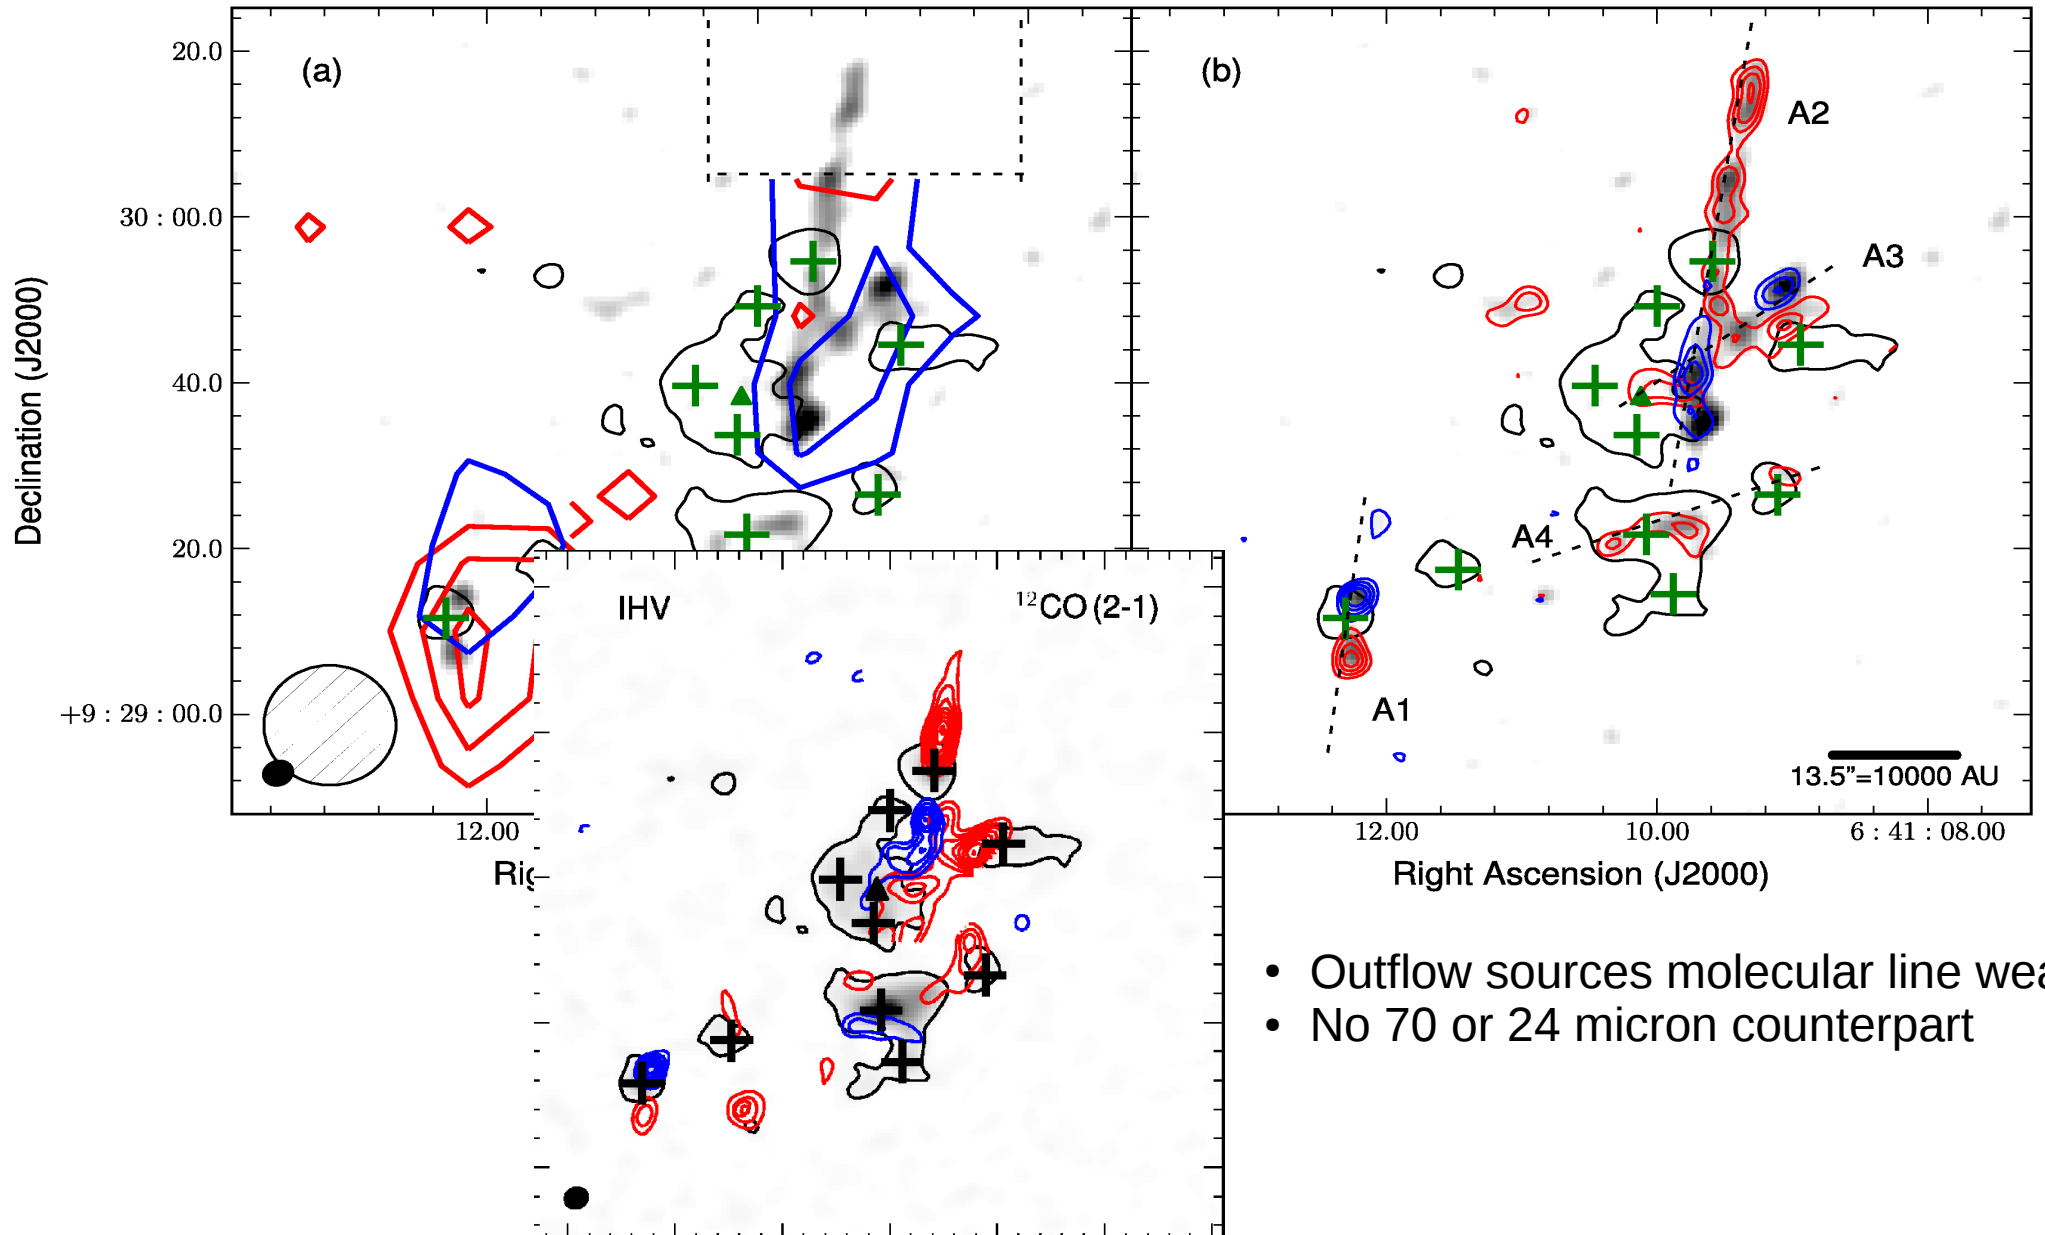 (a)
(b)
20.0
30 : 00.0
40.0
20.0
+9 : 29 : 00.0
Declination (J2000)
A2
A3
A4
A1
13.5"=10000 AU
12.00
12.00
10.00
6 : 41 : 08.00
Right Ascension (J2000)
IHV
12CO (2-1)
• Outflow sources molecular line
• No 70 or 24 micron counterpart